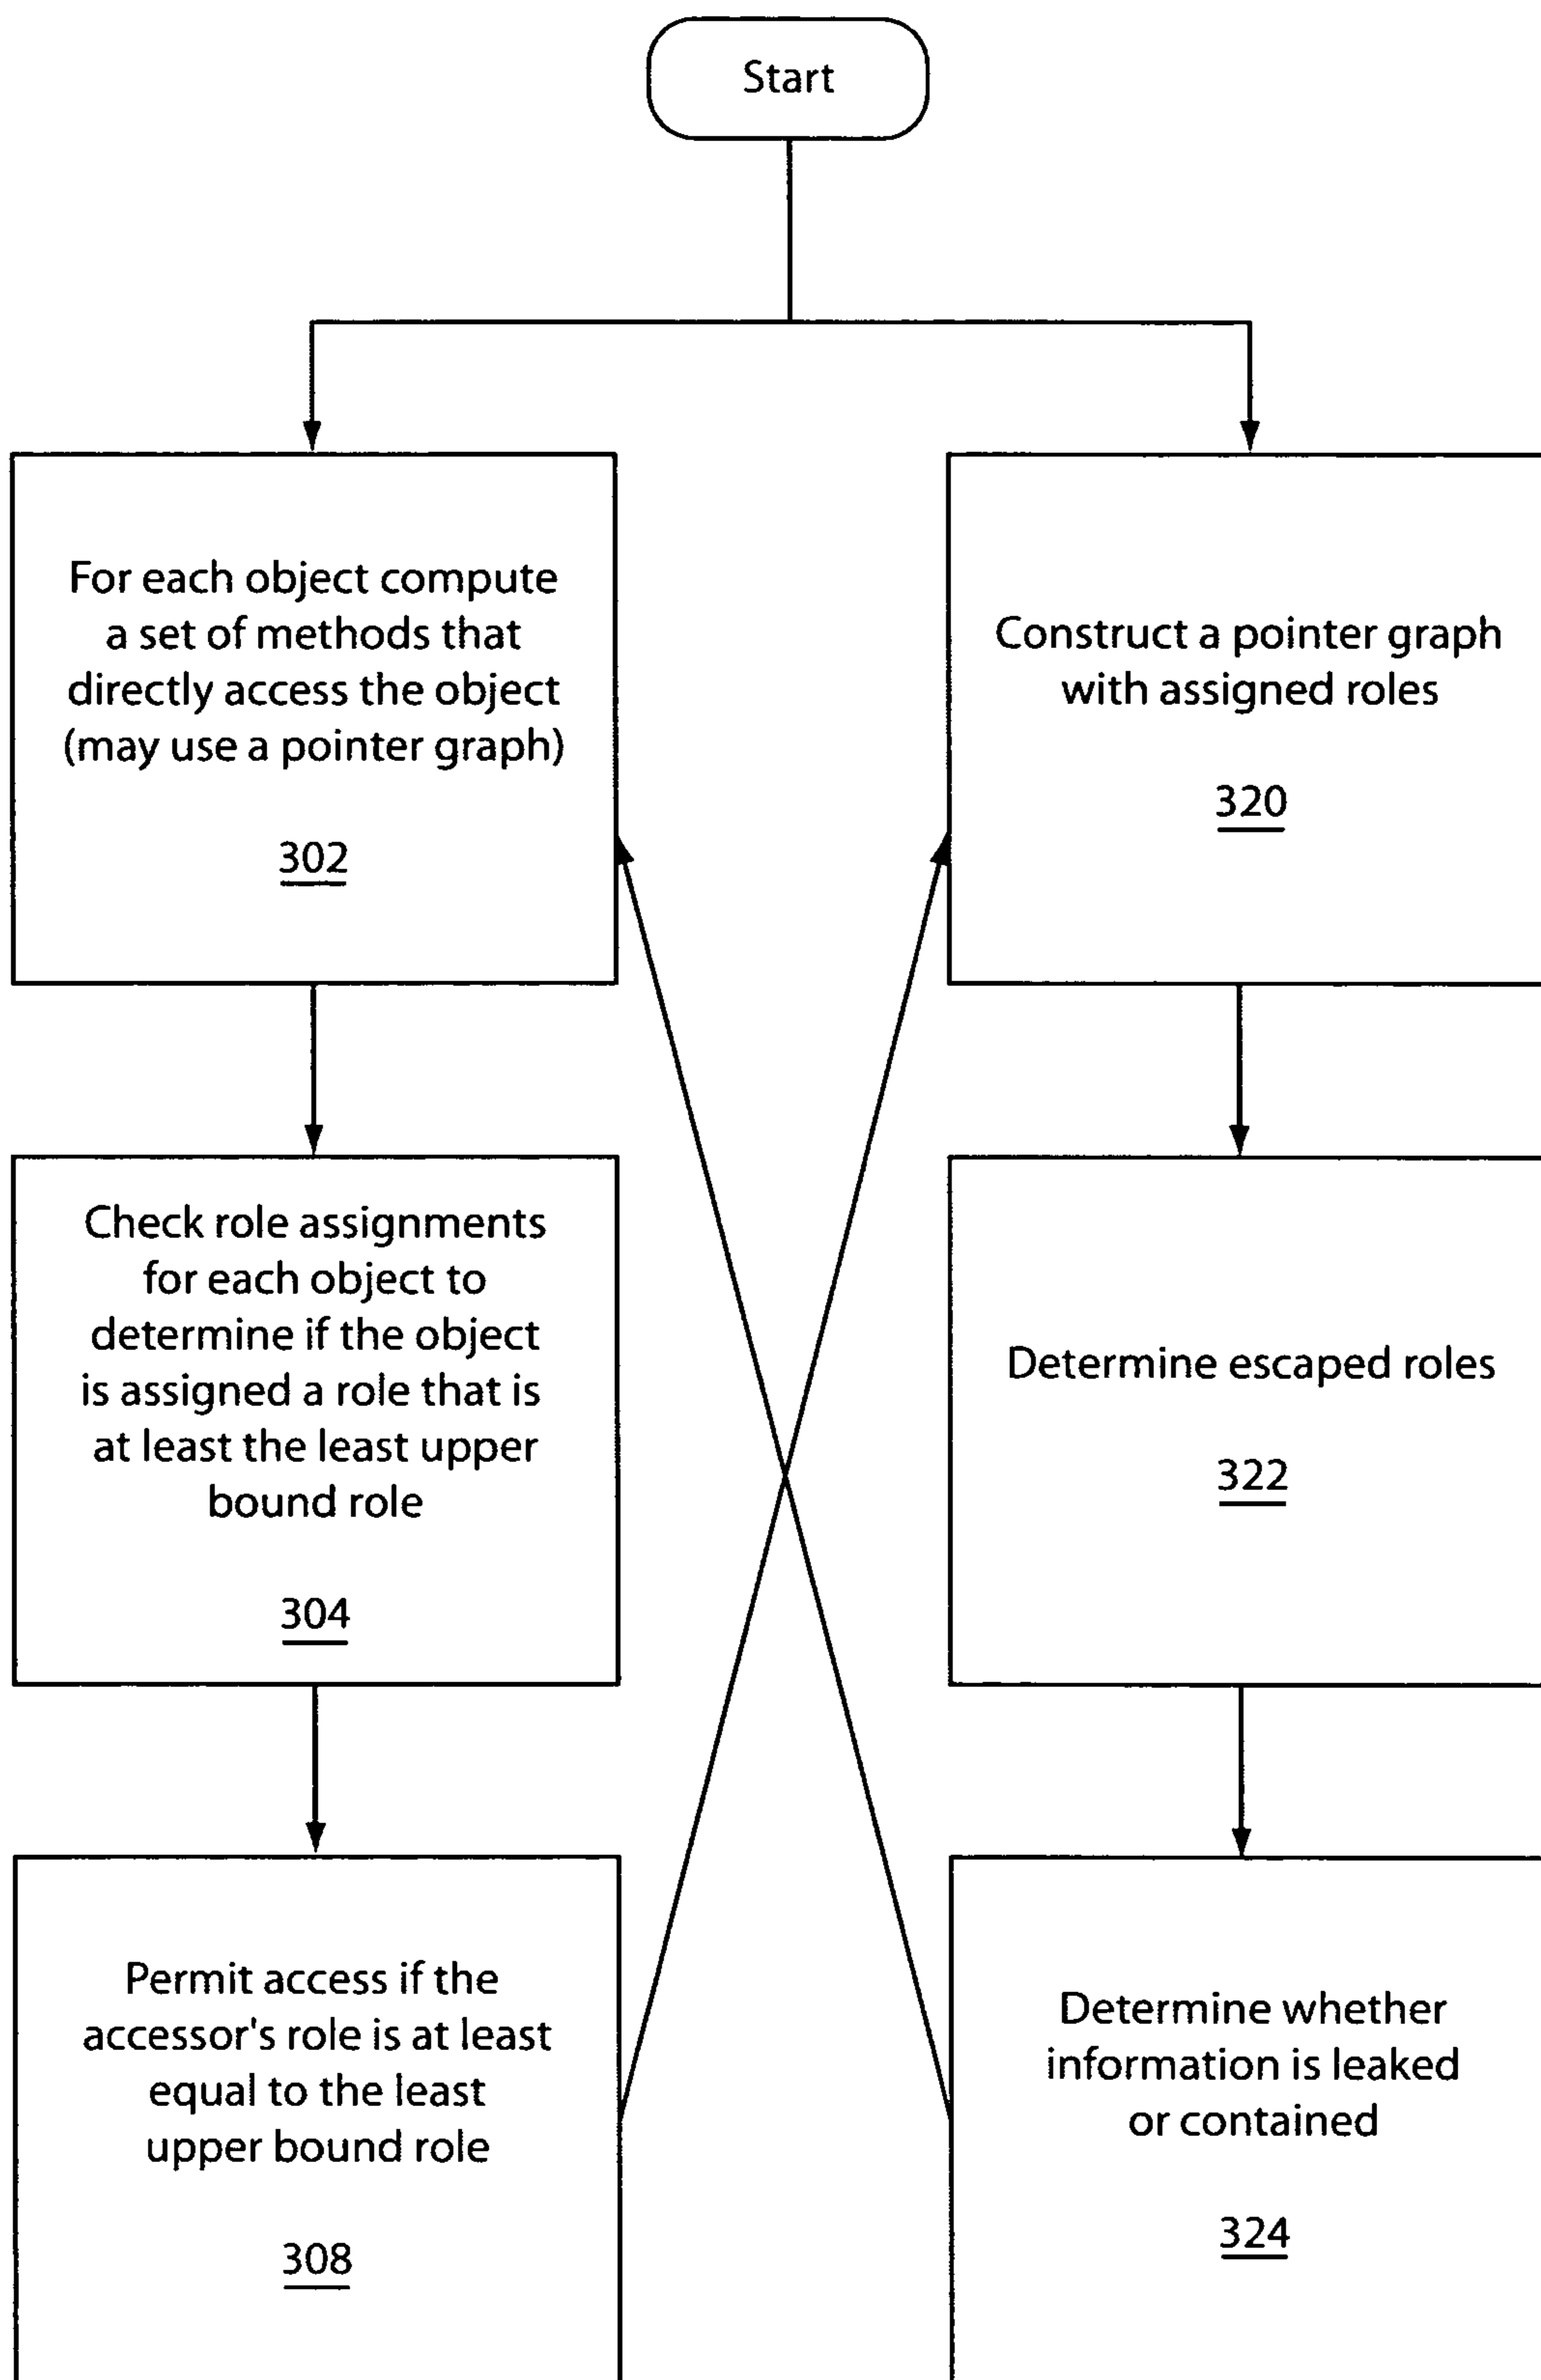 Start
For each object compute
a set of methods that
directly access the object
(may use a pointer graph)
302
Construct a pointer graph
with assigned roles
320
Check role assignments
for each object to
determine if the object
is assigned a role that is
at least the least upper
bound role
304
Determine escaped roles
322
Permit access if the
accessor's role is at least
equal to the least
upper bound role
308
Determine whether
information is leaked
or contained
324